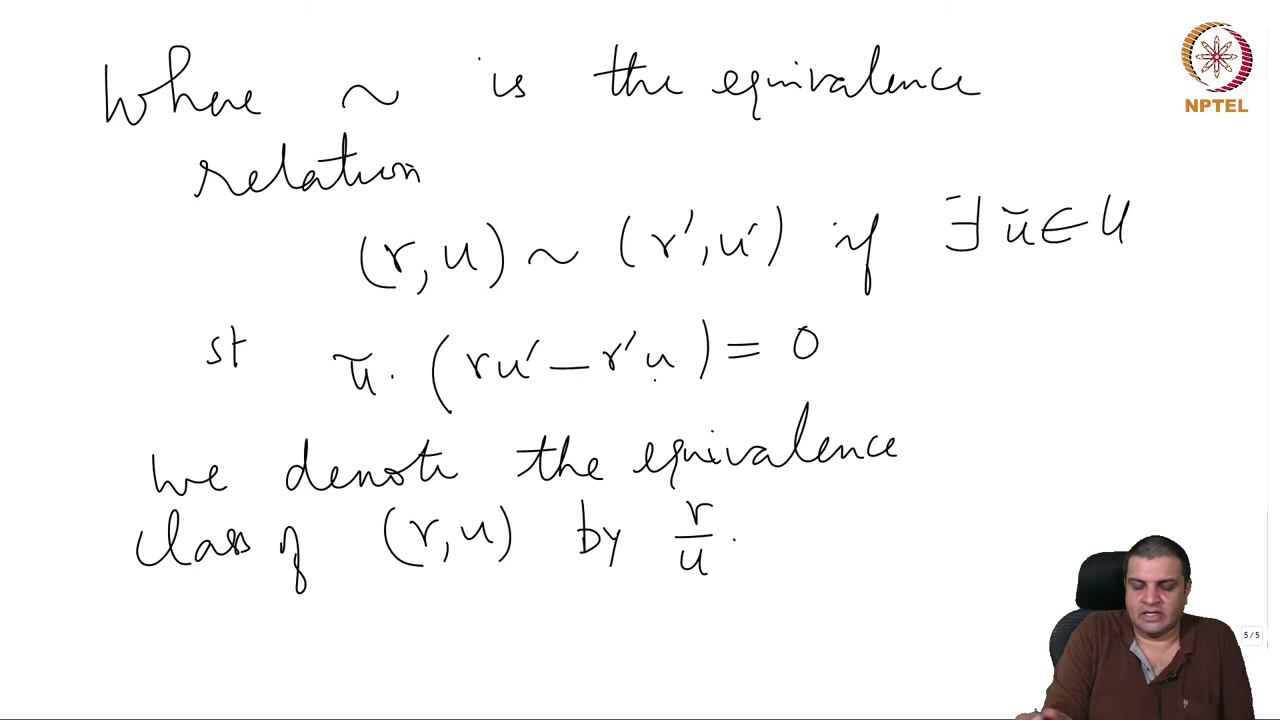 NPTEL
Where ~ is the equivalence
relation
(r, u) ~ (r', u') if ∃ ũ ∈ U
st ũ. (ru' - r'u) = 0
We denote the equivalence
class of (r, u) by r/u.
5/5